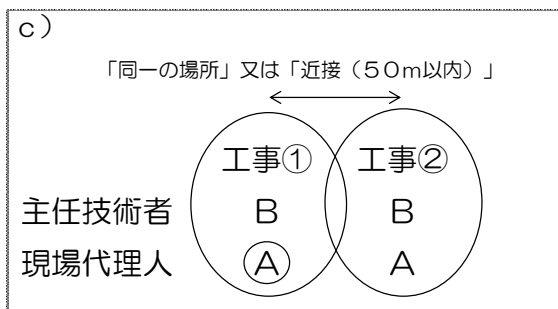 c）
「同一の場所」又は「近接（５０ｍ以内）」
工事① 工事②
主任技術者 B B
現場代理人 Ⓐ A